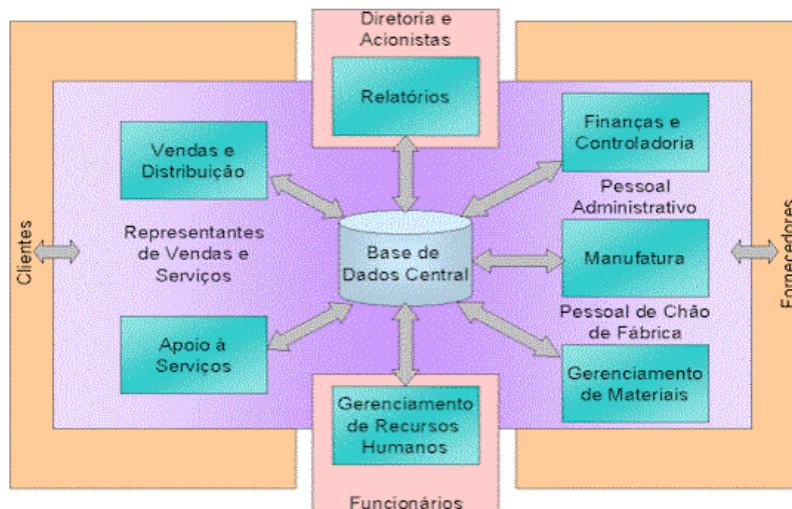 Diretoria e
Acionistas
Relatórios
Vendas e
Distribuição
Finanças e
Controladoria
Pessoal
Administrativo
Clientes
Representantes
de Vendas e
Serviços
Base de
Dados Central
Manufatura
Fornecedores
Pessoal de Chão
de Fábrica
Apoio à
Serviços
Gerenciamento
de Materiais
Gerenciamento
de Recursos
Humanos
Funcionários